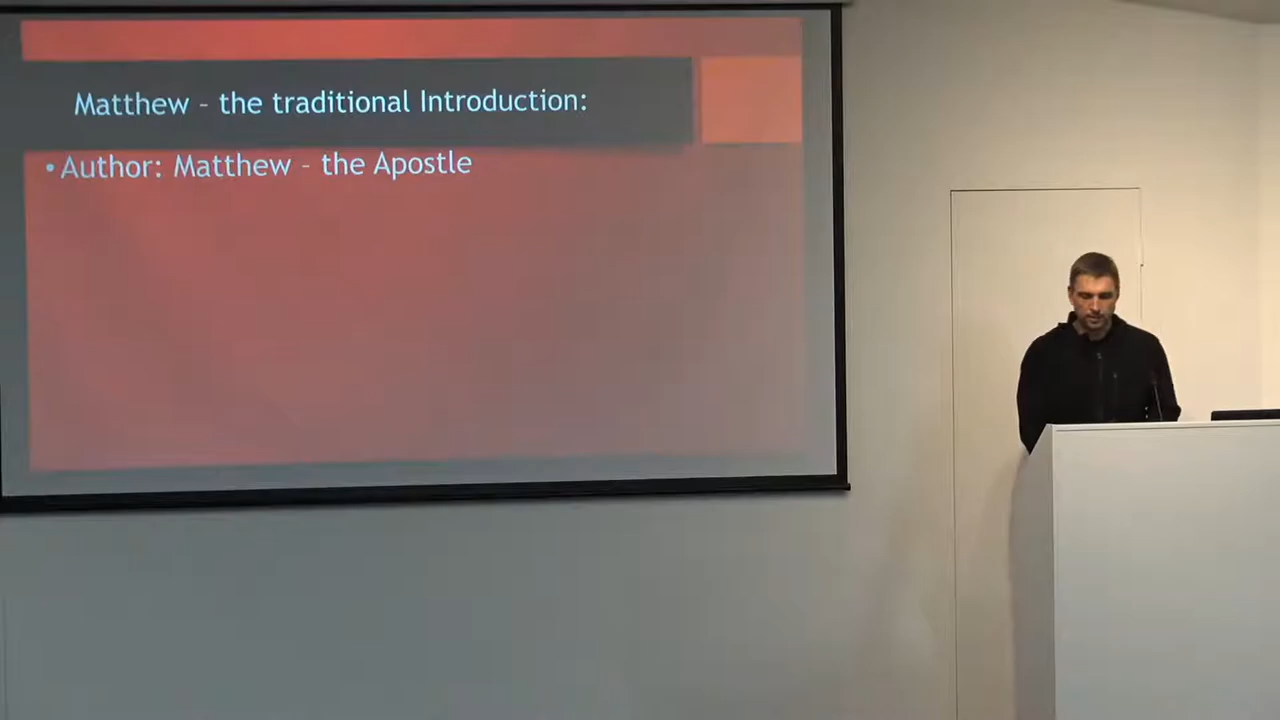 Matthew – the traditional Introduction:
• Author: Matthew – the Apostle